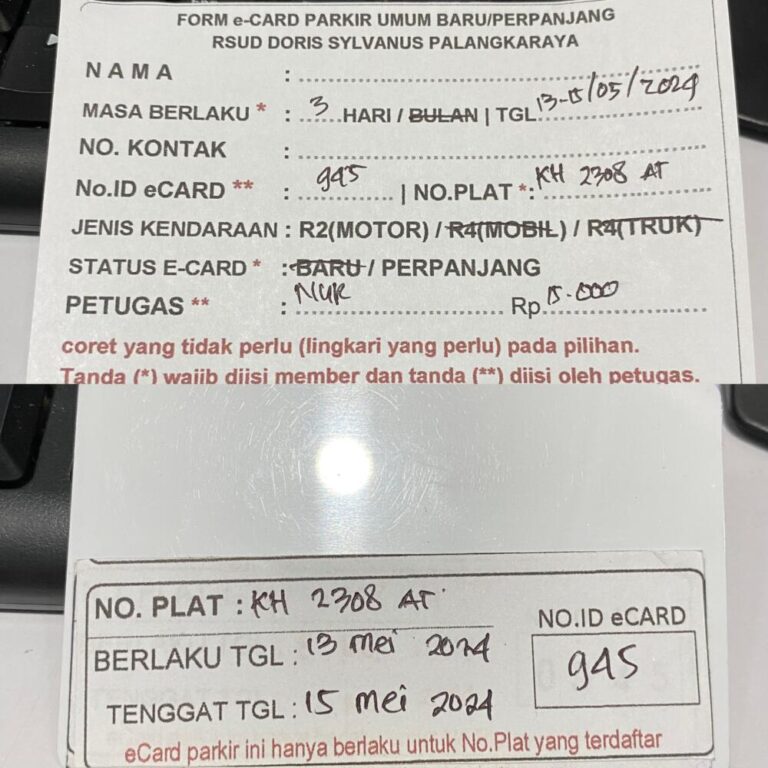 FORM e-CARD PARKIR UMUM BARU/PERPANJANG
RSUD DORIS SYLVANUS PALANGKARAYA
NAMA :
MASA BERLAKU * : 3 HARI / BULAN | TGL 13-15/05/2024
NO. KONTAK :
No.ID eCARD ** : 945 | NO.PLAT *: KH 2308 AT
JENIS KENDARAAN : R2(MOTOR) / R4(MOBIL) / R4(TRUK)
STATUS E-CARD * : BARU / PERPANJANG
PETUGAS ** : NUR Rp. 15.000
coret yang tidak perlu (lingkari yang perlu) pada pilihan.
Tanda (*) wajib diisi member dan tanda (**) diisi oleh petugas.
NO. PLAT : KH 2308 AT
BERLAKU TGL : 13 mei 2024
TENGGAT TGL : 15 mei 2024
NO.ID eCARD
945
eCard parkir ini hanya berlaku untuk No.Plat yang terdaftar